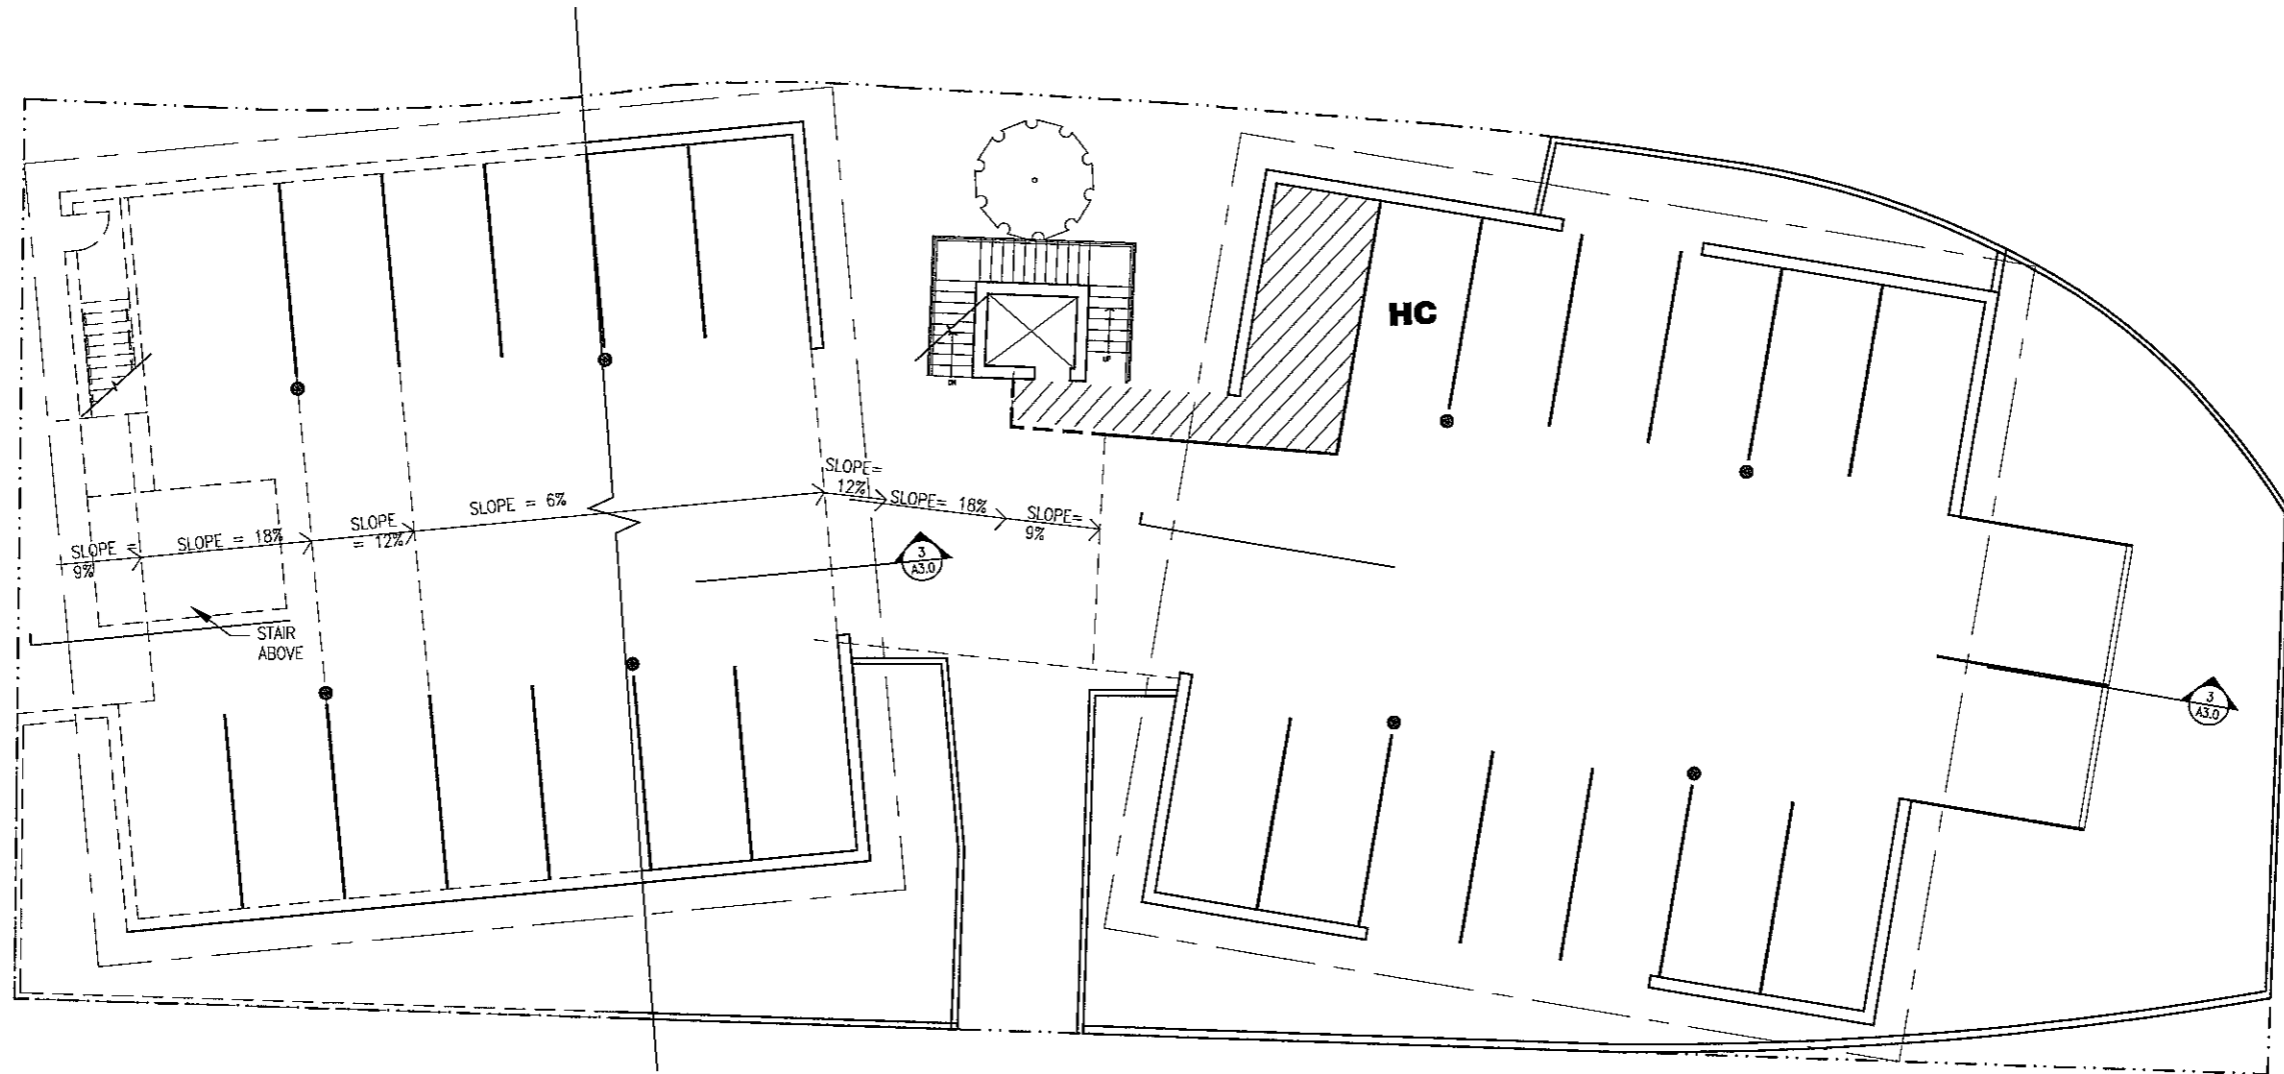 HC
SLOPE=
12%
SLOPE = 6%
SLOPE= 18%
SLOPE=
9%
SLOPE
= 12%
SLOPE = 18%
SLOPE =
9%
3
A3.0
STAIR
ABOVE
3
A3.0
UP
DN